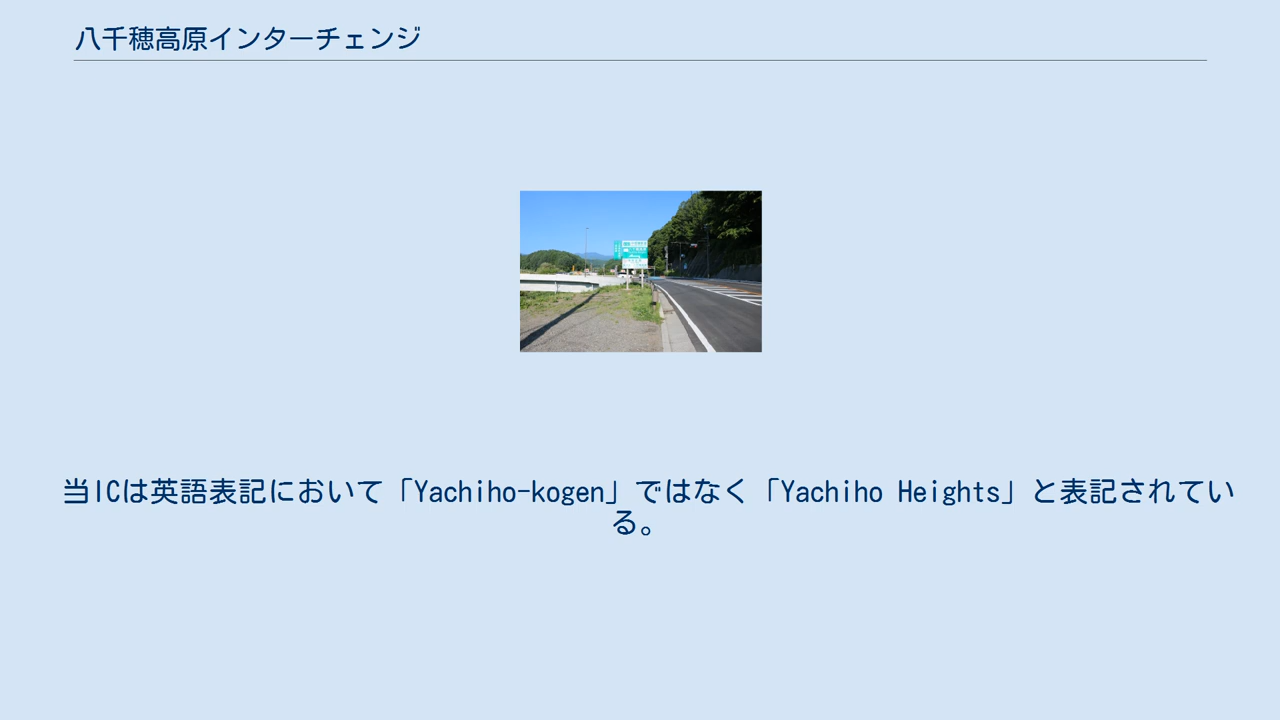 八千穂高原インターチェンジ
当ICは英語表記において「Yachiho-kogen」ではなく「Yachiho Heights」と表記されてい
る。